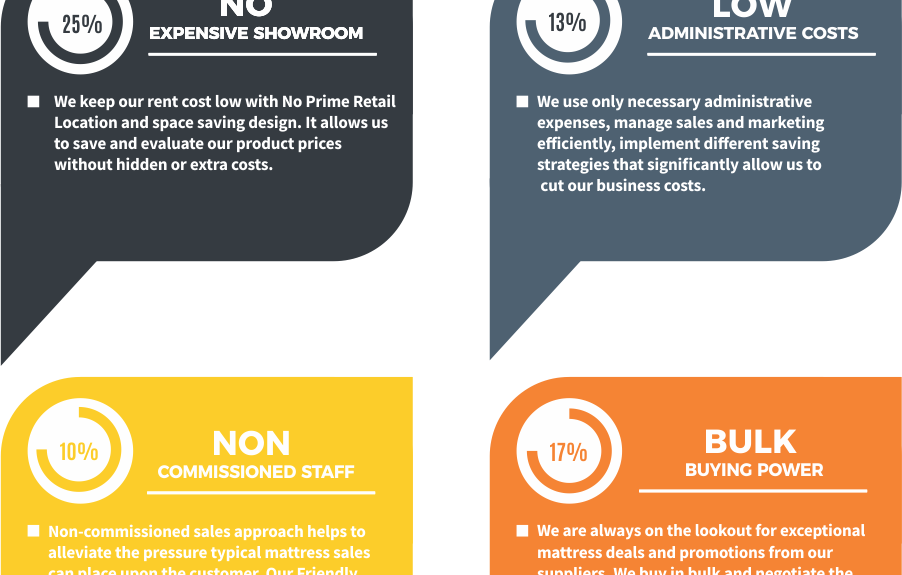 NO
EXPENSIVE SHOWROOM
25%
We keep our rent cost low with No Prime Retail
Location and space saving design. It allows us
to save and evaluate our product prices
without hidden or extra costs.
LOW
ADMINISTRATIVE COSTS
13%
We use only necessary administrative
expenses, manage sales and marketing
efficiently, implement different saving
strategies that significantly allow us to
cut our business costs.
NON
COMMISSIONED STAFF
10%
Non-commissioned sales approach helps to
alleviate the pressure typical mattress sales
can place upon the customer. Our Friendly
BULK
BUYING POWER
17%
We are always on the lookout for exceptional
mattress deals and promotions from our
suppliers. We buy in bulk and negotiate the